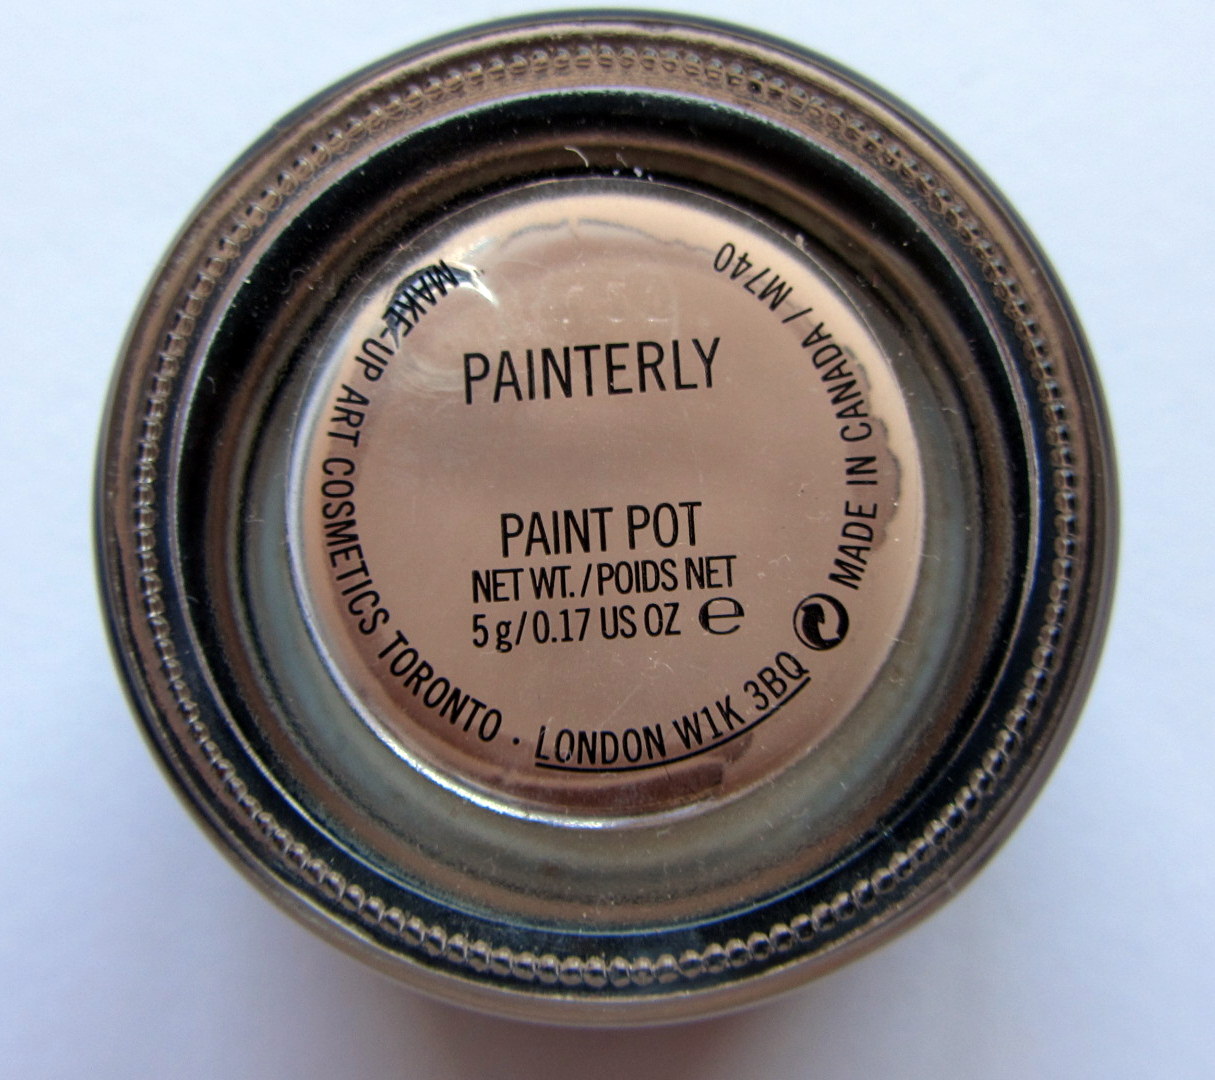 PAINTERLY
PAINT POT
NET WT. / POIDS NET
5 g / 0.17 US OZ ℮
MAKE-UP ART COSMETICS TORONTO · LONDON W1K 3BQ
MADE IN CANADA / M740